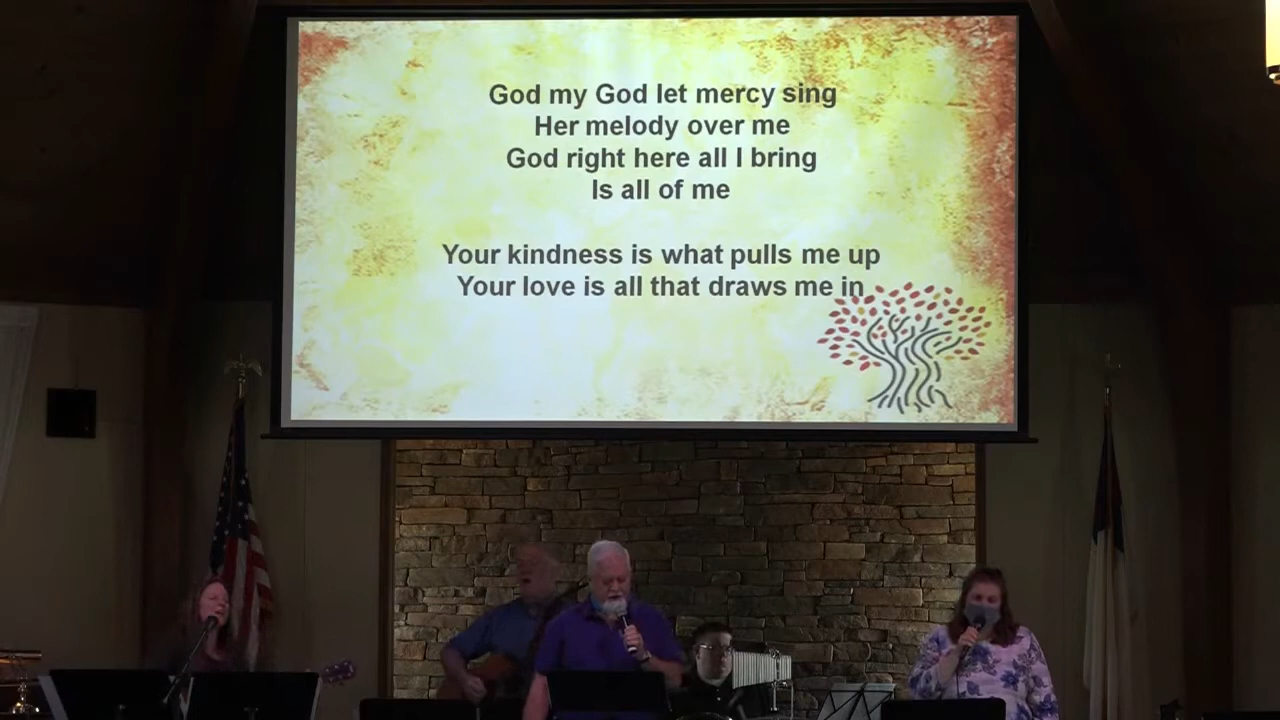 God my God let mercy sing
Her melody over me
God right here all I bring
Is all of me
Your kindness is what pulls me up
Your love is all that draws me in